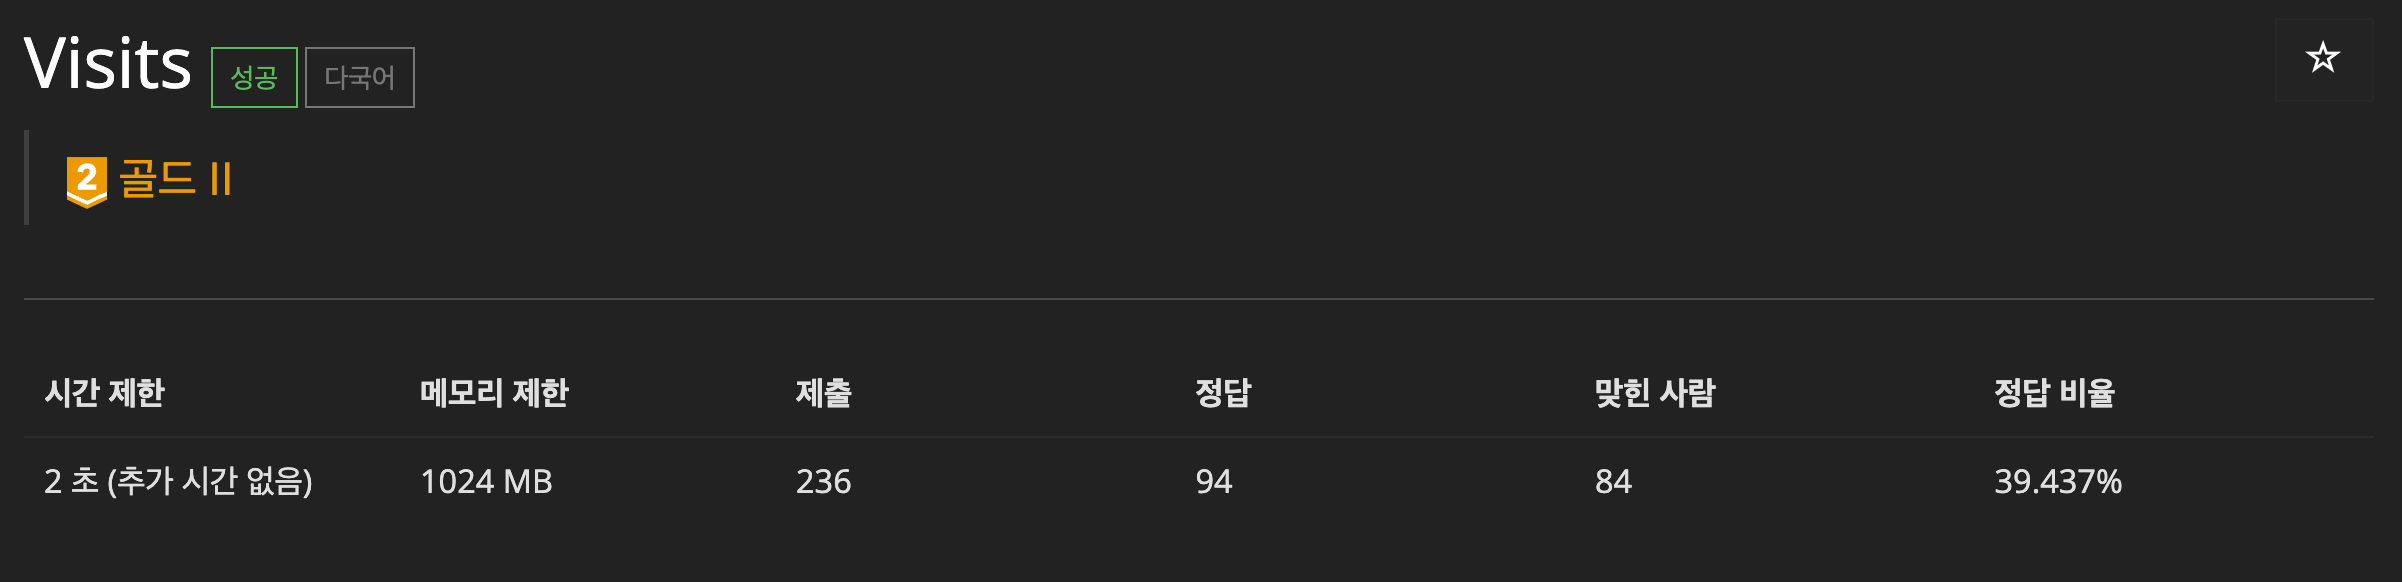 Visits 성공 다국어
2 골드 II
시간 제한 메모리 제한 제출 정답 맞힌 사람 정답 비율
2 초 (추가 시간 없음) 1024 MB 236 94 84 39.437%